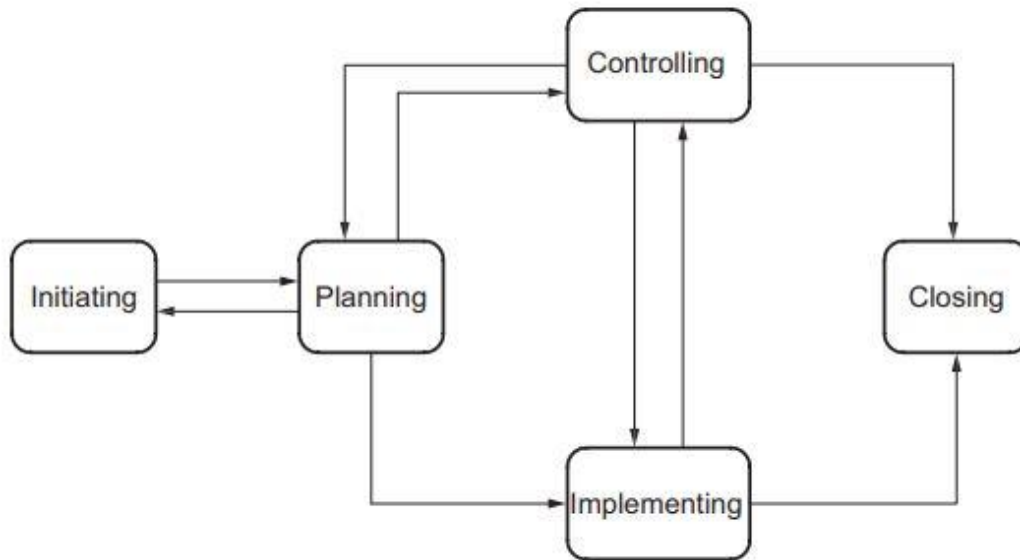 Controlling
Initiating
Planning
Closing
Implementing